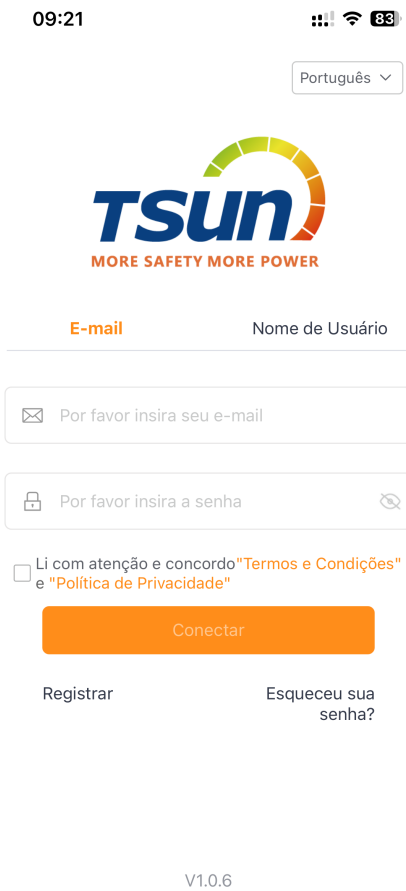 09:21
83
Português
TSUN
MORE SAFETY MORE POWER
E-mail
Nome de Usuário
Por favor insira seu e-mail
Por favor insira a senha
Li com atenção e concordo"Termos e Condições"
e "Política de Privacidade"
Conectar
Registrar
Esqueceu sua
senha?
V1.0.6